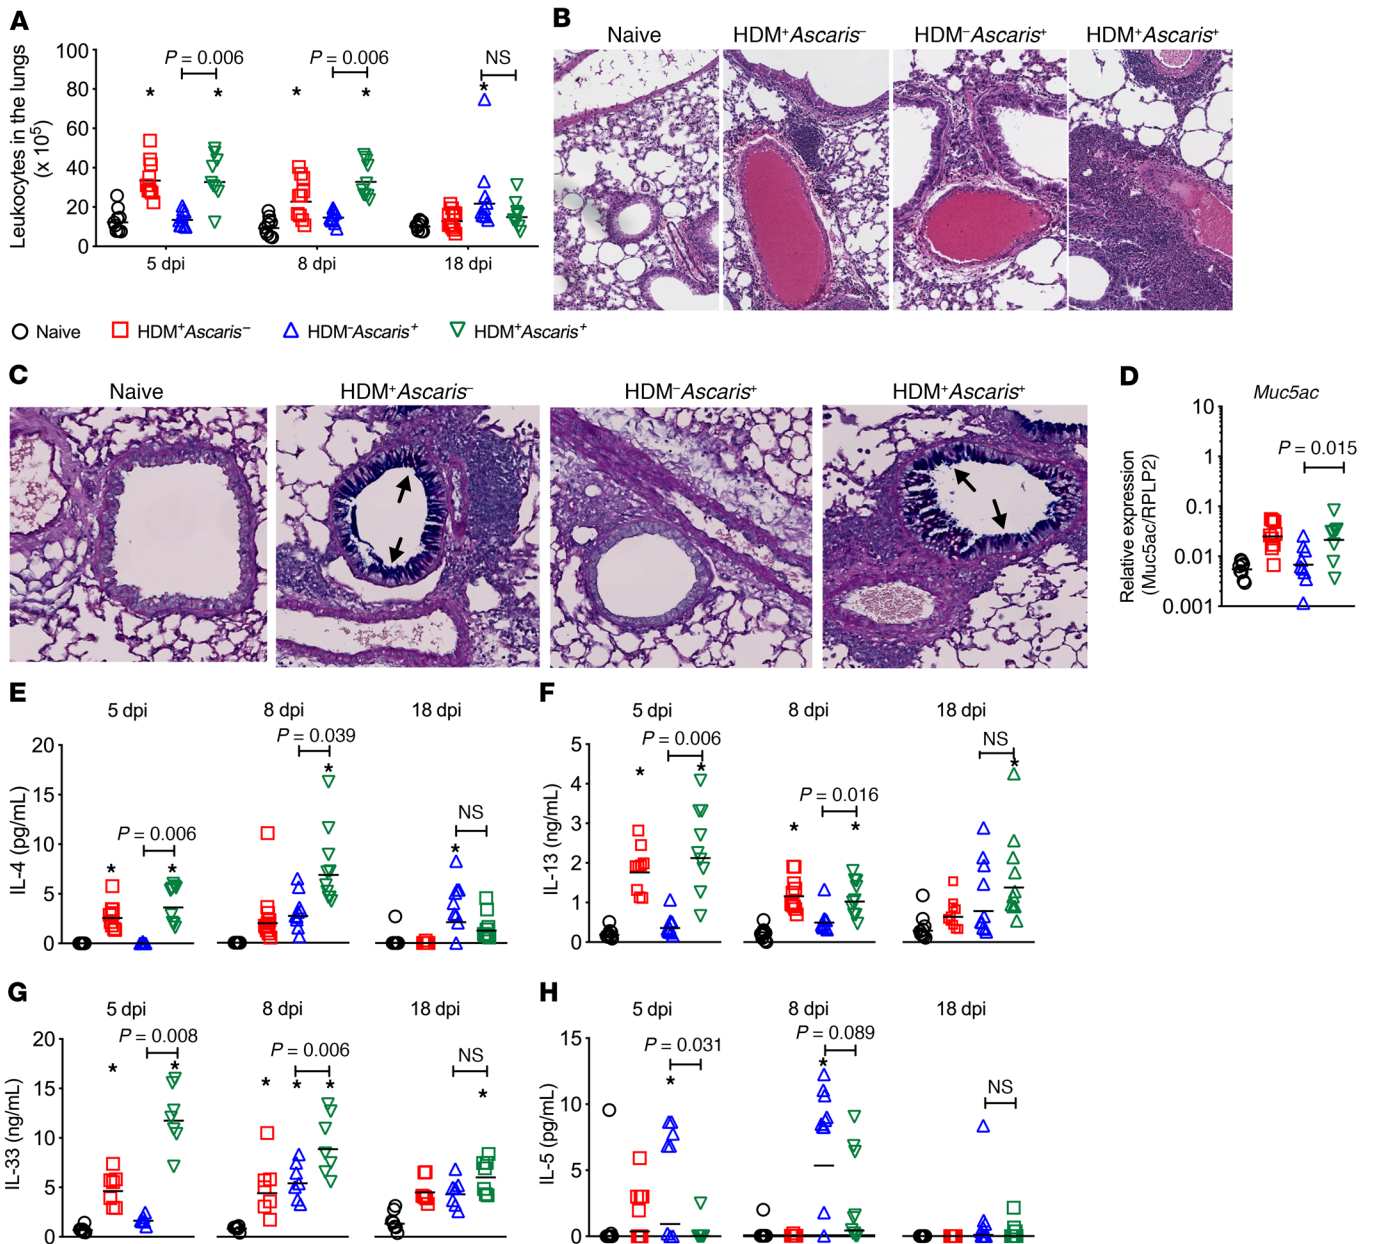 A
Leukocytes in the lungs
(x 10⁵)
100
80
60
40
20
0
P = 0.006
P = 0.006
NS
*
*
*
*
*
5 dpi
8 dpi
18 dpi
Naive
HDM⁺Ascaris⁻
HDM⁻Ascaris⁺
HDM⁺Ascaris⁺
B
Naive
HDM⁺Ascaris⁻
HDM⁻Ascaris⁺
HDM⁺Ascaris⁺
C
Naive
HDM⁺Ascaris⁻
HDM⁻Ascaris⁺
HDM⁺Ascaris⁺
D
Muc5ac
Relative expression
(Muc5ac/RPLP2)
10
1
0.1
0.01
0.001
P = 0.015
E
5 dpi
8 dpi
18 dpi
IL-4 (pg/mL)
20
15
10
5
0
P = 0.006
P = 0.039
NS
*
*
*
*
F
5 dpi
8 dpi
18 dpi
IL-13 (ng/mL)
5
4
3
2
1
0
P = 0.006
P = 0.016
NS
*
*
*
*
*
G
5 dpi
8 dpi
18 dpi
IL-33 (ng/mL)
20
15
10
5
0
P = 0.008
P = 0.006
NS
*
*
*
*
*
*
H
5 dpi
8 dpi
18 dpi
IL-5 (pg/mL)
15
10
5
0
P = 0.031
P = 0.089
NS
*
*